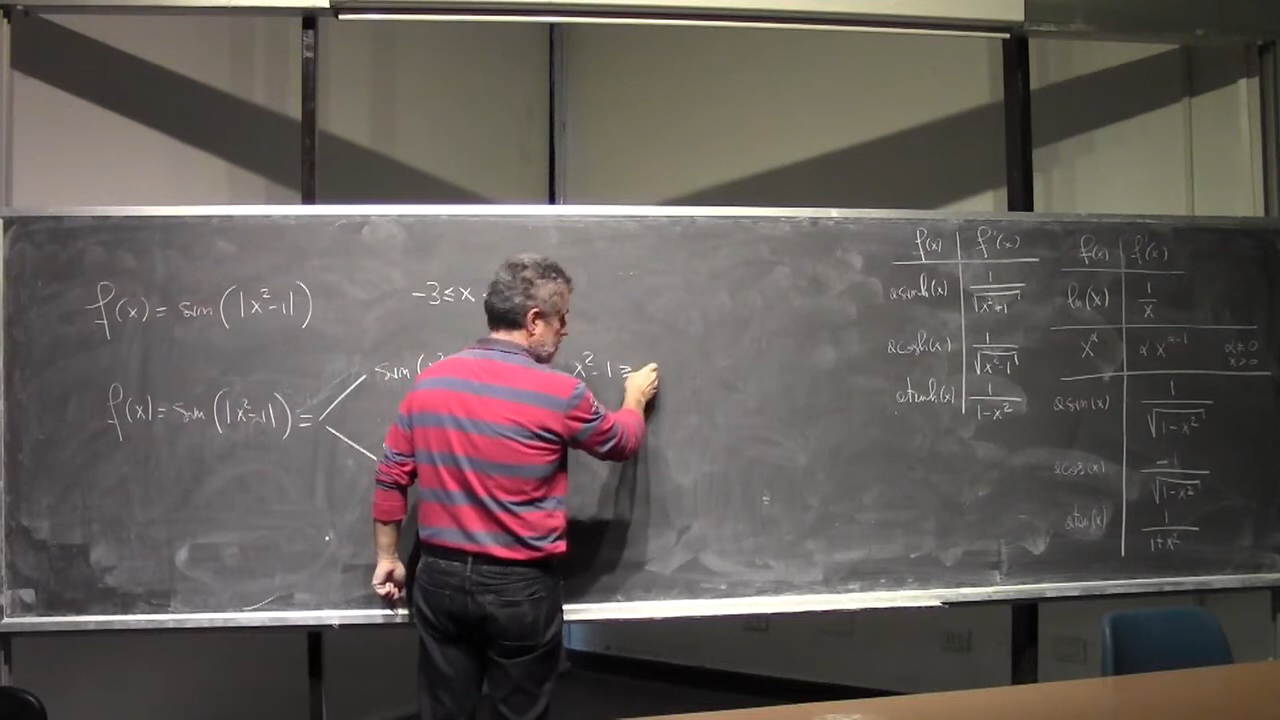 f(x) = sin(|x²-1|)
-3 ≤ x
f(x) = sin(|x²-1|) =
sin(
x²-1 ≥
f(x) f'(x)
asinh(x) 1/√(x²+1)
acosh(x) 1/√(x²-1)
atanh(x) 1/(1-x²)
f(x) f'(x)
ln(x) 1/x
x^α α x^(α-1) α≠0 x>0
asin(x) 1/√(1-x²)
acos(x) -1/√(1-x²)
atan(x) 1/(1+x²)